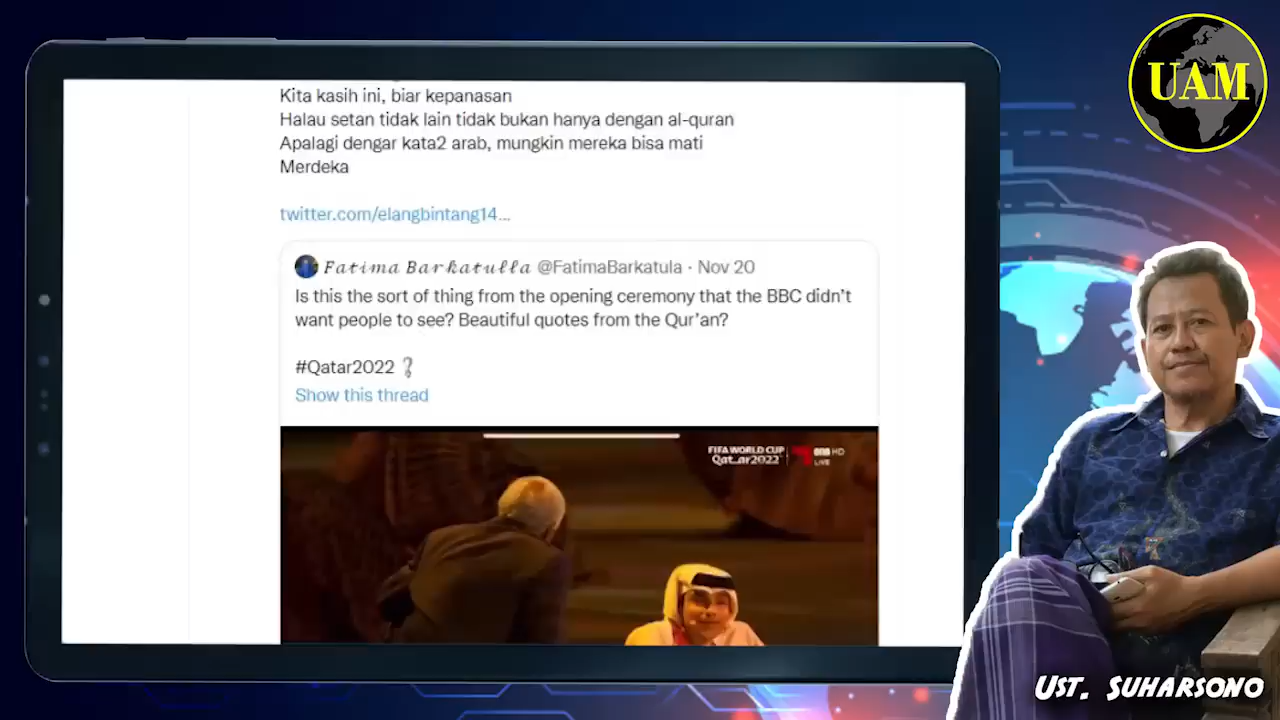 Kita kasih ini, biar kepanasan
Halau setan tidak lain tidak bukan hanya dengan al-quran
Apalagi dengar kata2 arab, mungkin mereka bisa mati
Merdeka
twitter.com/elangbintang14...
Fatima Barkatulla @FatimaBarkatula · Nov 20
Is this the sort of thing from the opening ceremony that the BBC didn't
want people to see? Beautiful quotes from the Qur'an?
#Qatar2022
Show this thread
FIFA WORLD CUP
Qatar2022
HD
LIVE
UAM
UST. SUHARSONO